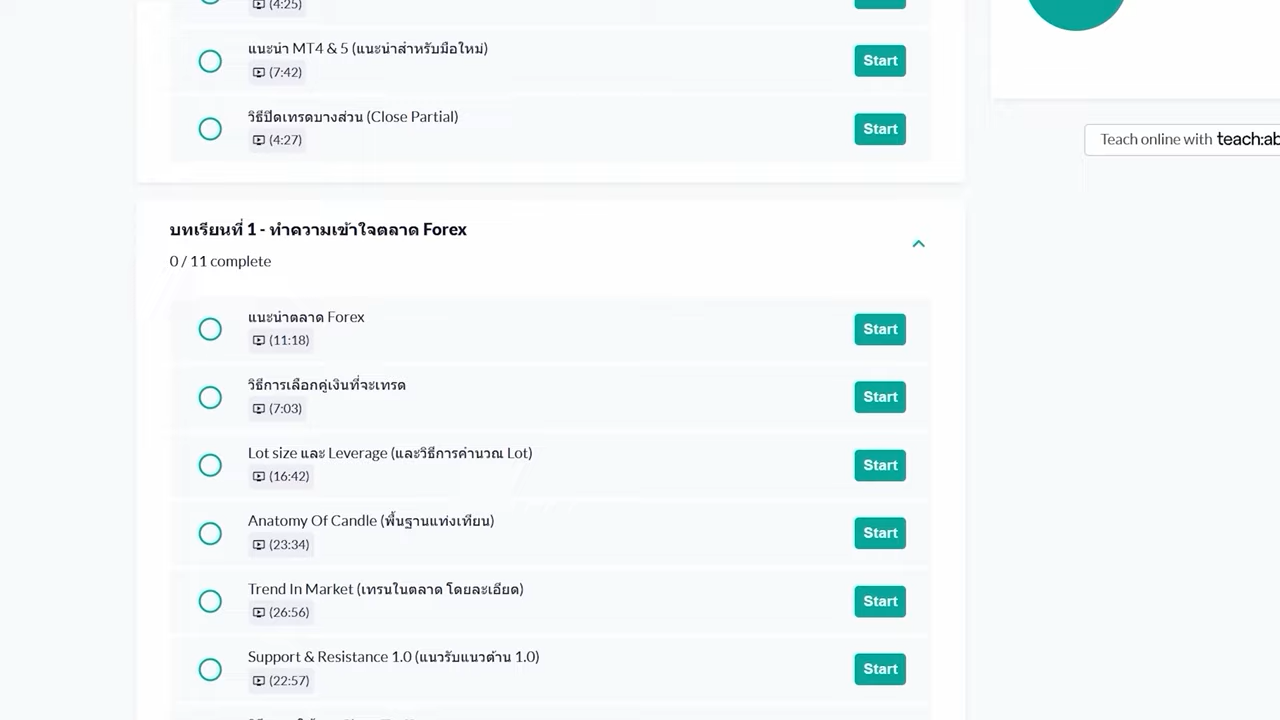 (4:25)
แนะนำ MT4 & 5 (แนะนำสำหรับมือใหม่)
Start
(7:42)
วิธีปิดเทรดบางส่วน (Close Partial)
Start
(4:27)
Teach online with teach:ab
บทเรียนที่ 1 - ทำความเข้าใจตลาด Forex
0 / 11 complete
แนะนำตลาด Forex
Start
(11:18)
วิธีการเลือกคู่เงินที่จะเทรด
Start
(7:03)
Lot size และ Leverage (และวิธีการคำนวณ Lot)
Start
(16:42)
Anatomy Of Candle (พื้นฐานแท่งเทียน)
Start
(23:34)
Trend In Market (เทรนในตลาด โดยละเอียด)
Start
(26:56)
Support & Resistance 1.0 (แนวรับแนวต้าน 1.0)
Start
(22:57)